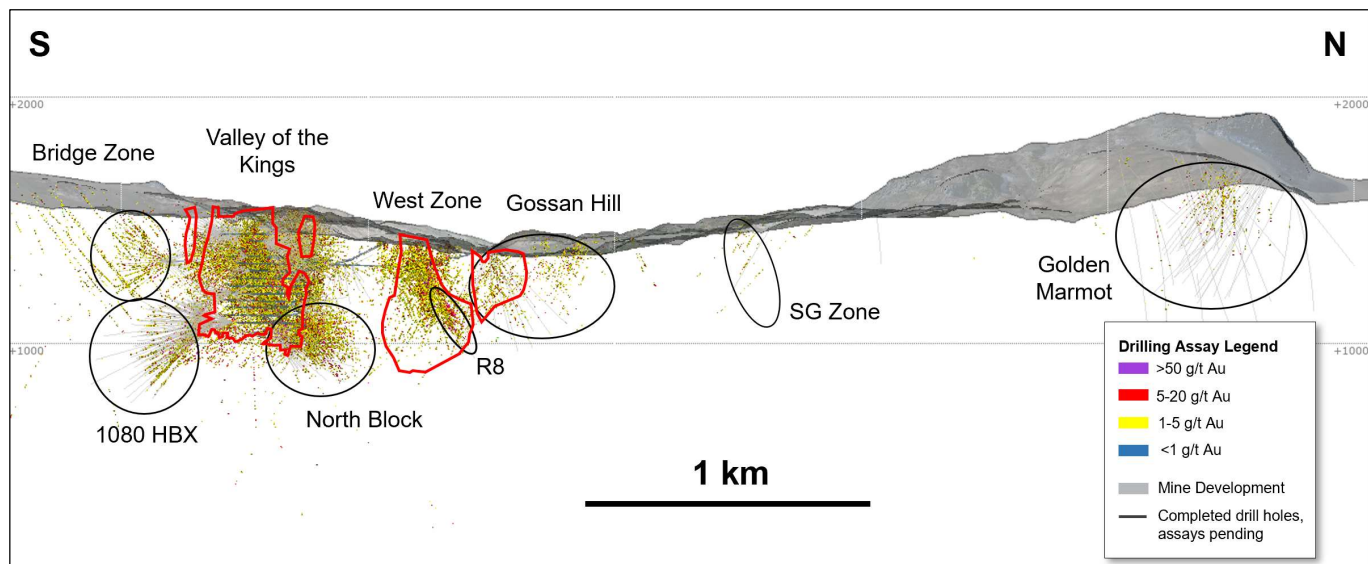 S
N
+2000
+2000
Valley of the
Kings
Bridge Zone
West Zone
Gossan Hill
Golden
Marmot
SG Zone
+1000
+1000
R8
North Block
1080 HBX
1 km
Drilling Assay Legend
>50 g/t Au
5-20 g/t Au
1-5 g/t Au
<1 g/t Au
Mine Development
Completed drill holes,
assays pending